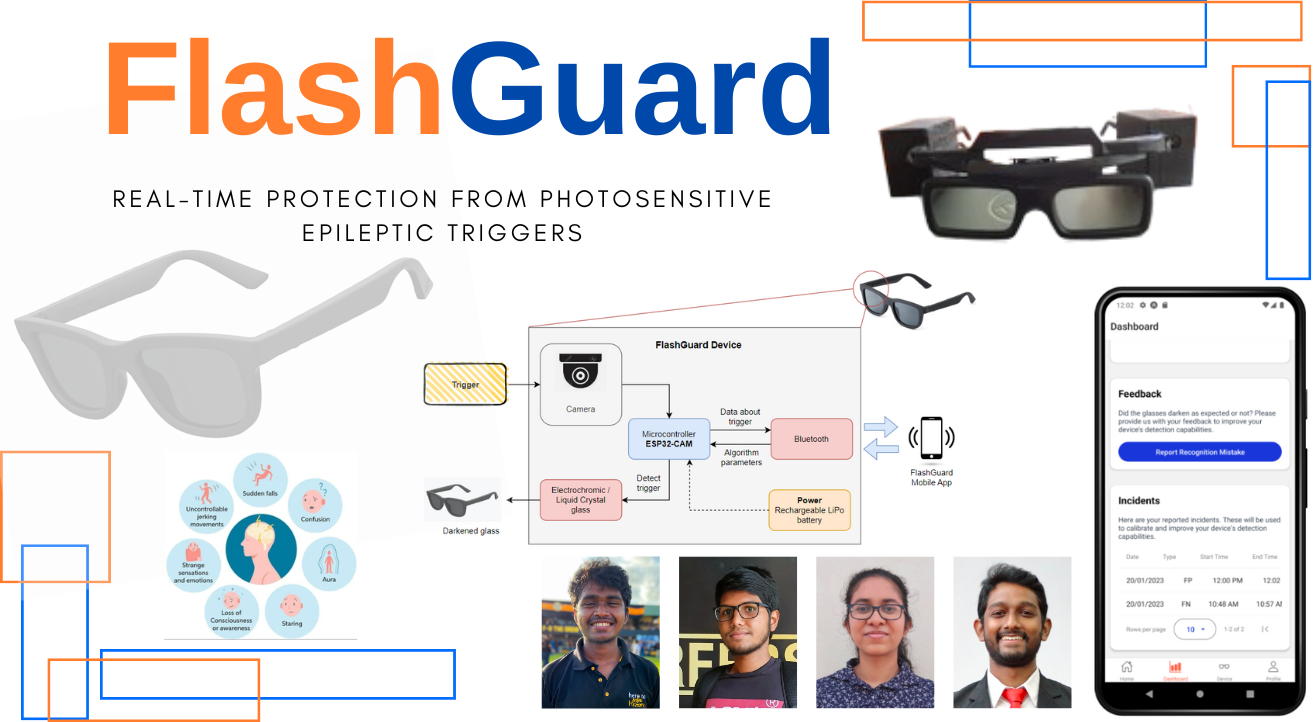 FlashGuard
REAL-TIME PROTECTION FROM PHOTOSENSITIVE
EPILEPTIC TRIGGERS
FlashGuard Device
Trigger
Camera
Microcontroller
ESP32-CAM
Data about
trigger
Algorithm
parameters
Bluetooth
Detect
trigger
Electrochromic /
Liquid Crystal
glass
Power
Rechargeable LiPo
battery
Darkened glass
FlashGuard
Mobile App
Sudden falls
Uncontrollable
jerking
movements
??
Confusion
Strange
sensations
and emotions
Aura
Loss of
Consciousness
or awareness
Staring
12:02
Dashboard
Feedback
Did the glasses darken as expected or not? Please
provide us with your feedback to improve your
device's detection capabilities.
Report Recognition Mistake
Incidents
Here are your reported incidents. These will be used
to calibrate and improve your device's detection
capabilities.
Date Type Start Time End Time
20/01/2023 FP 12:00 PM 12:02
20/01/2023 FN 10:48 AM 10:57 AM
Rows per page 10 1-2 of 2
Home Dashboard Device Profile